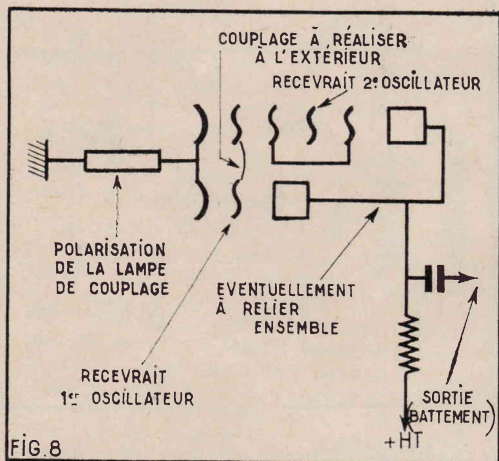 COUPLAGE À RÉALISER
À L'EXTÉRIEUR
RECEVRAIT 2e OSCILLATEUR
POLARISATION
DE LA LAMPE
DE COUPLAGE
EVENTUELLEMENT
À RELIER
ENSEMBLE
RECEVRAIT
1er OSCILLATEUR
SORTIE
(BATTEMENT)
+HT
FIG.8